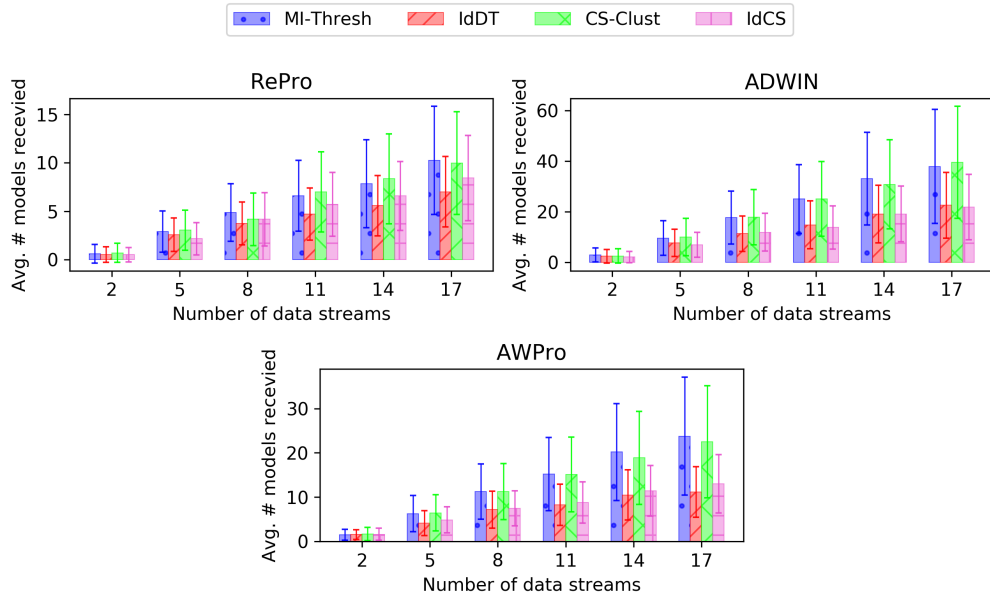 MI-Thresh IdDT CS-Clust IdCS
RePro
Avg. # models recevied
15
10
5
0
2 5 8 11 14 17
Number of data streams
ADWIN
Avg. # models recevied
60
40
20
0
2 5 8 11 14 17
Number of data streams
AWPro
Avg. # models recevied
30
20
10
0
2 5 8 11 14 17
Number of data streams